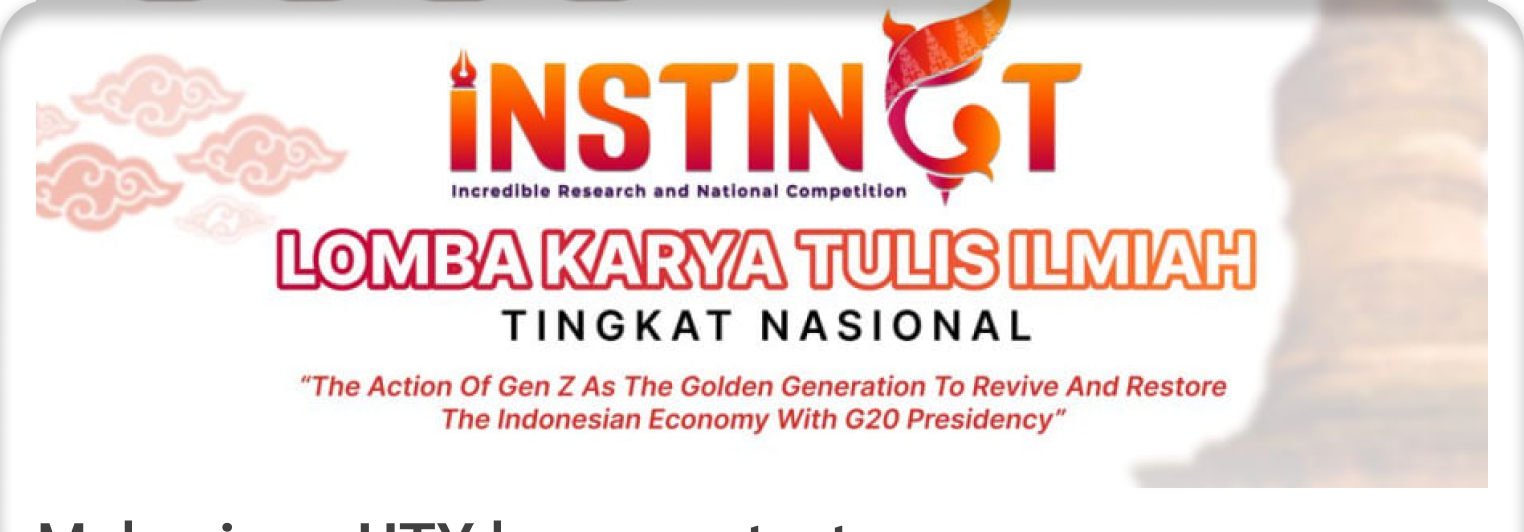 INSTINCT
Incredible Research and National Competition
LOMBA KARYA TULIS ILMIAH
TINGKAT NASIONAL
“The Action Of Gen Z As The Golden Generation To Revive And Restore
The Indonesian Economy With G20 Presidency”